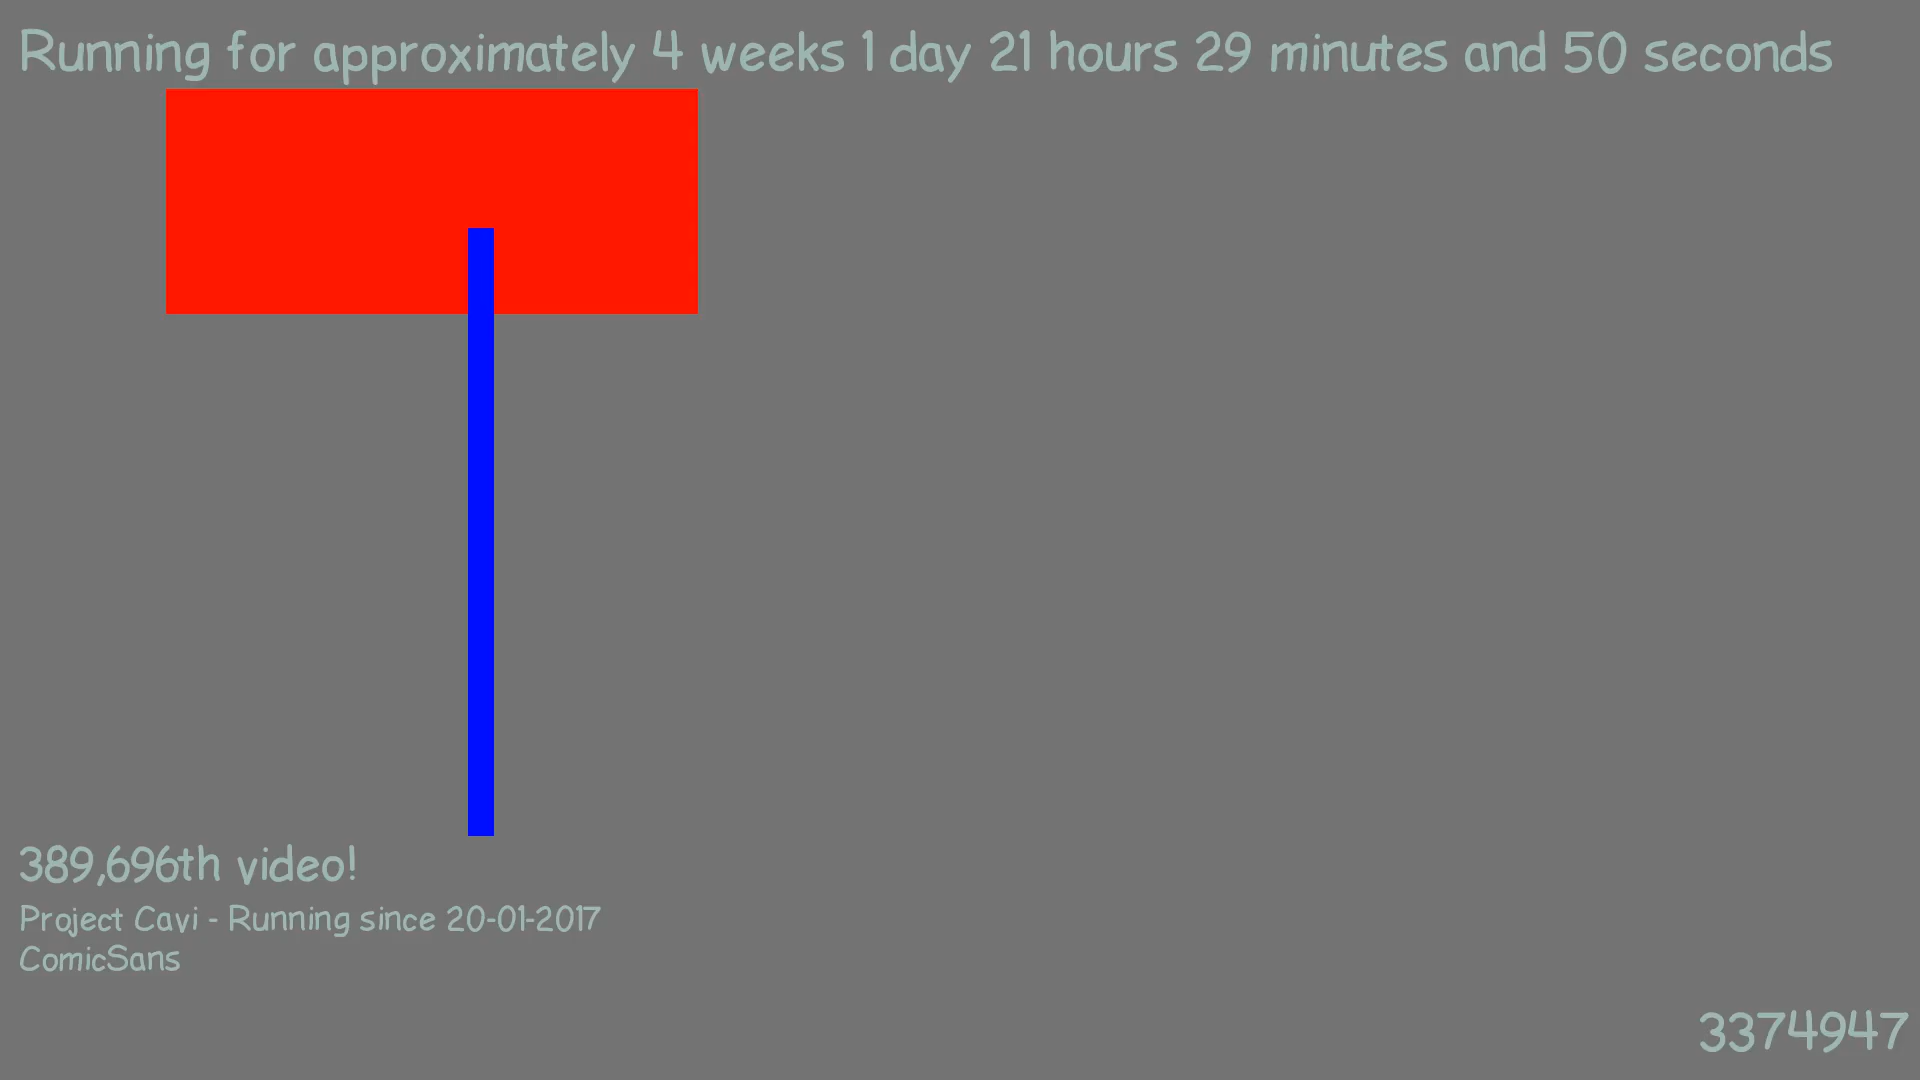 Running for approximately 4 weeks 1 day 21 hours 29 minutes and 50 seconds
389,696th video!
Project Cavi - Running since 20-01-2017
ComicSans
3374947